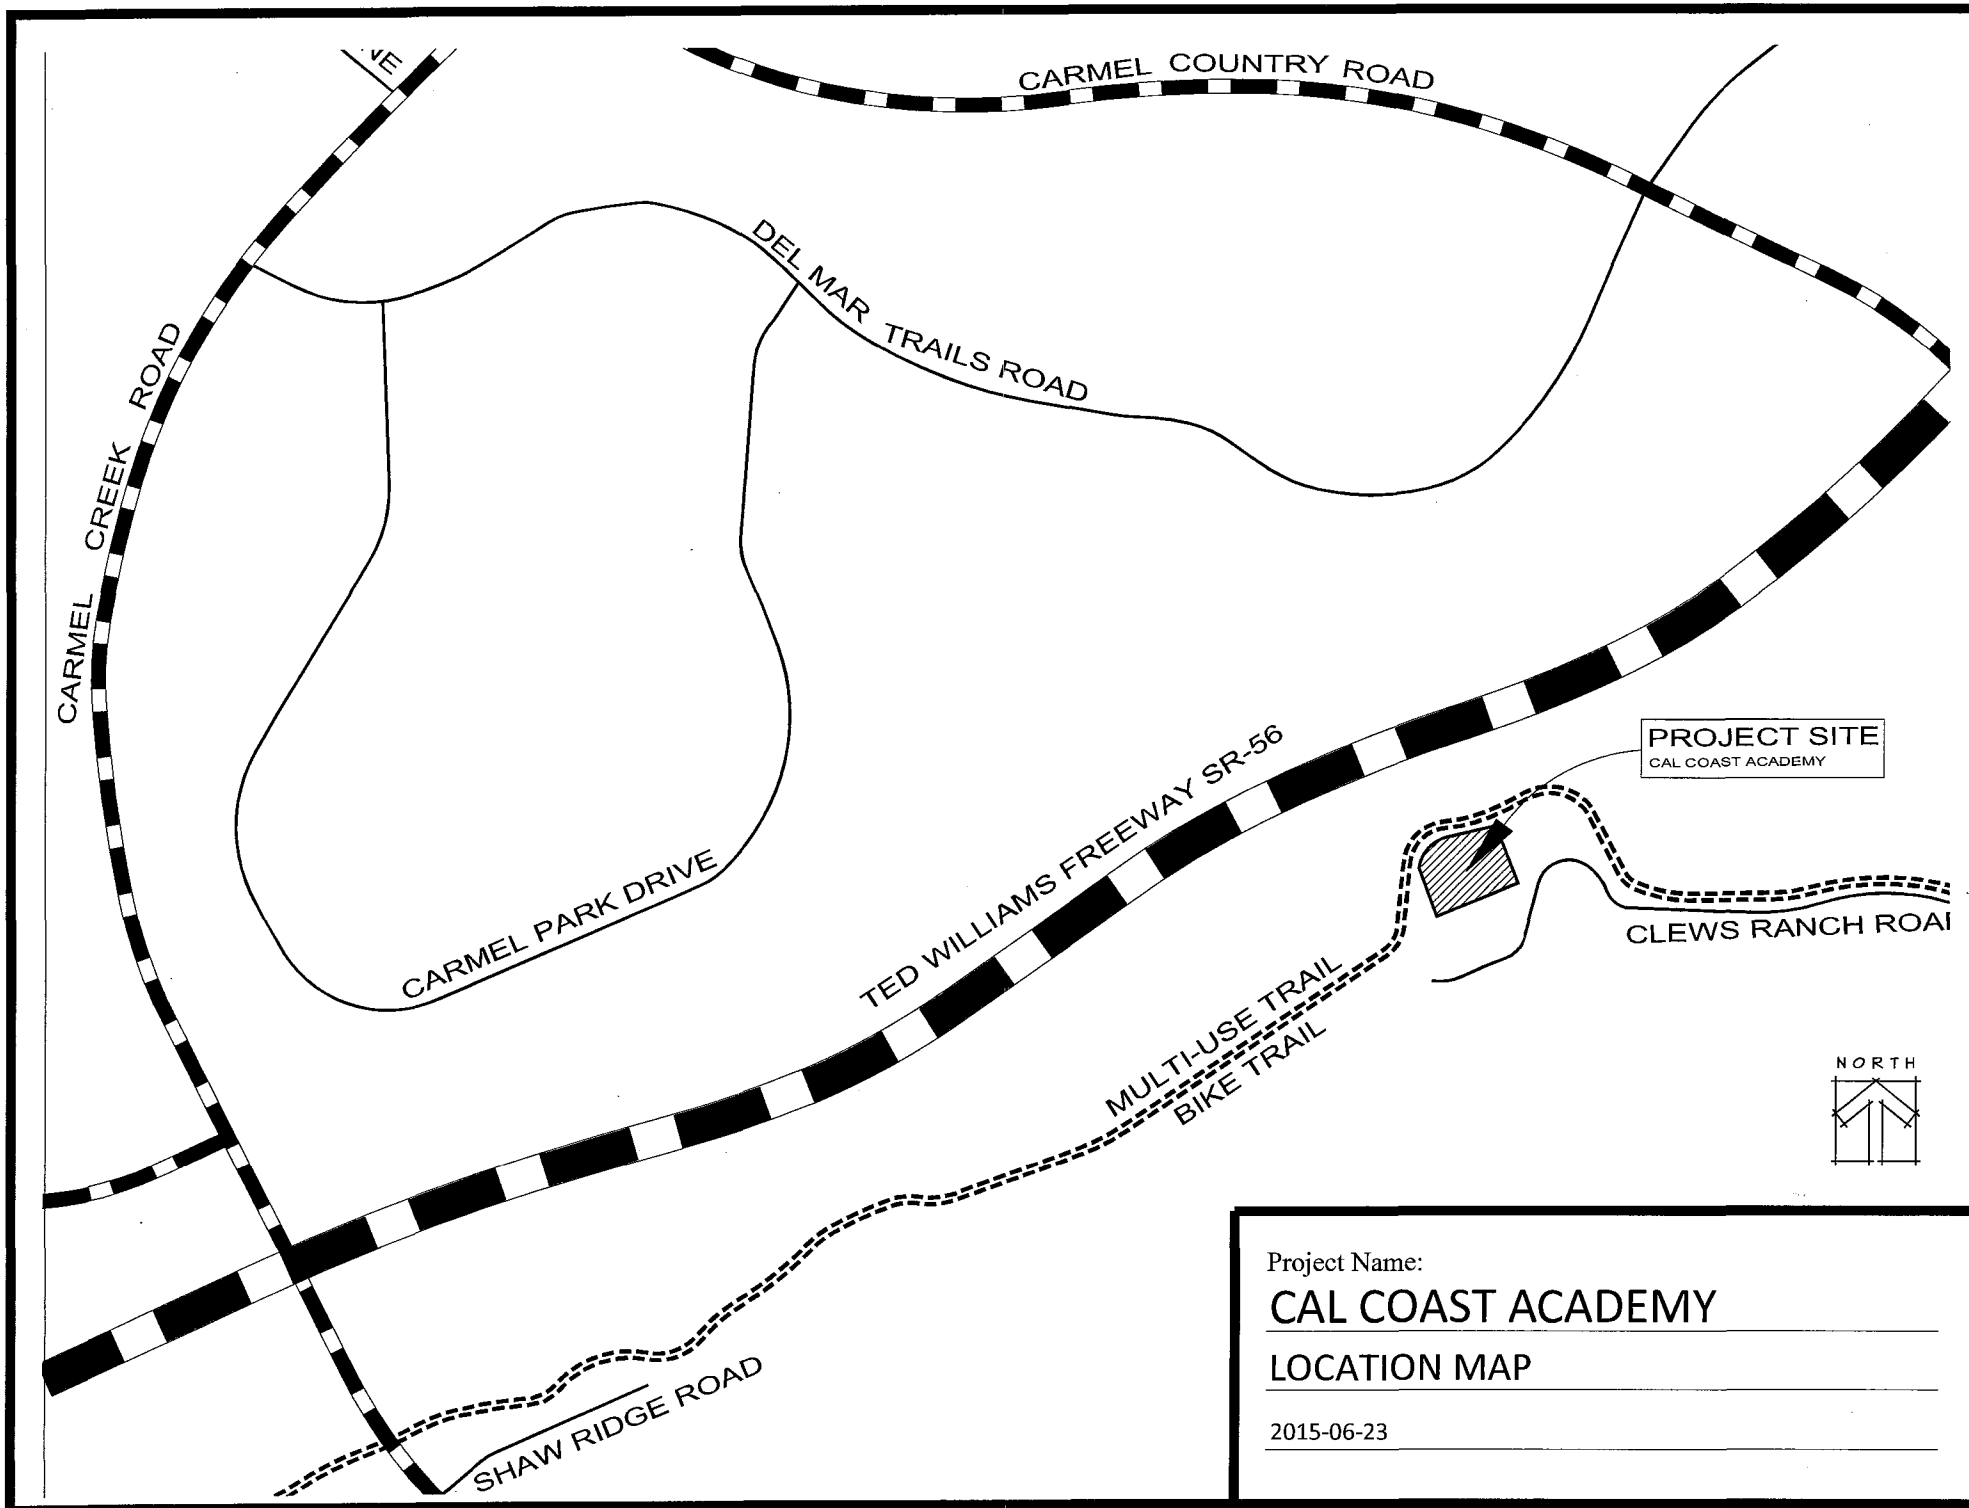 NE
CARMEL COUNTRY ROAD
DEL MAR TRAILS ROAD
CARMEL CREEK ROAD
PROJECT SITE
CAL COAST ACADEMY
TED WILLIAMS FREEWAY SR-56
CARMEL PARK DRIVE
CLEWS RANCH ROA
MULTI-USE TRAIL
BIKE TRAIL
NORTH
SHAW RIDGE ROAD
Project Name:
CAL COAST ACADEMY
LOCATION MAP
2015-06-23